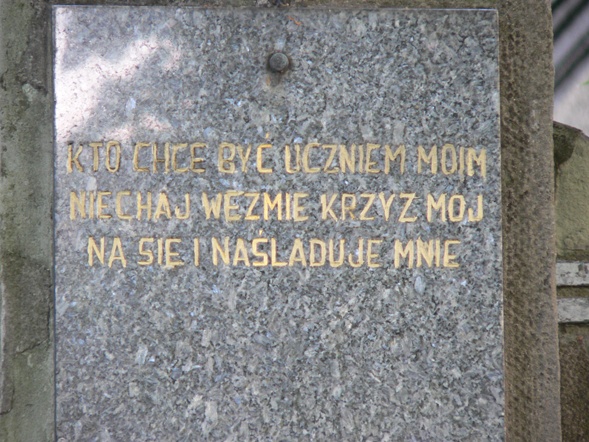 KTO CHCE BYĆ UCZNIEM MOIM
NIECHAJ WEZMIE KRZYZ MOJ
NA SIE I NAŚLADUJE MNIE